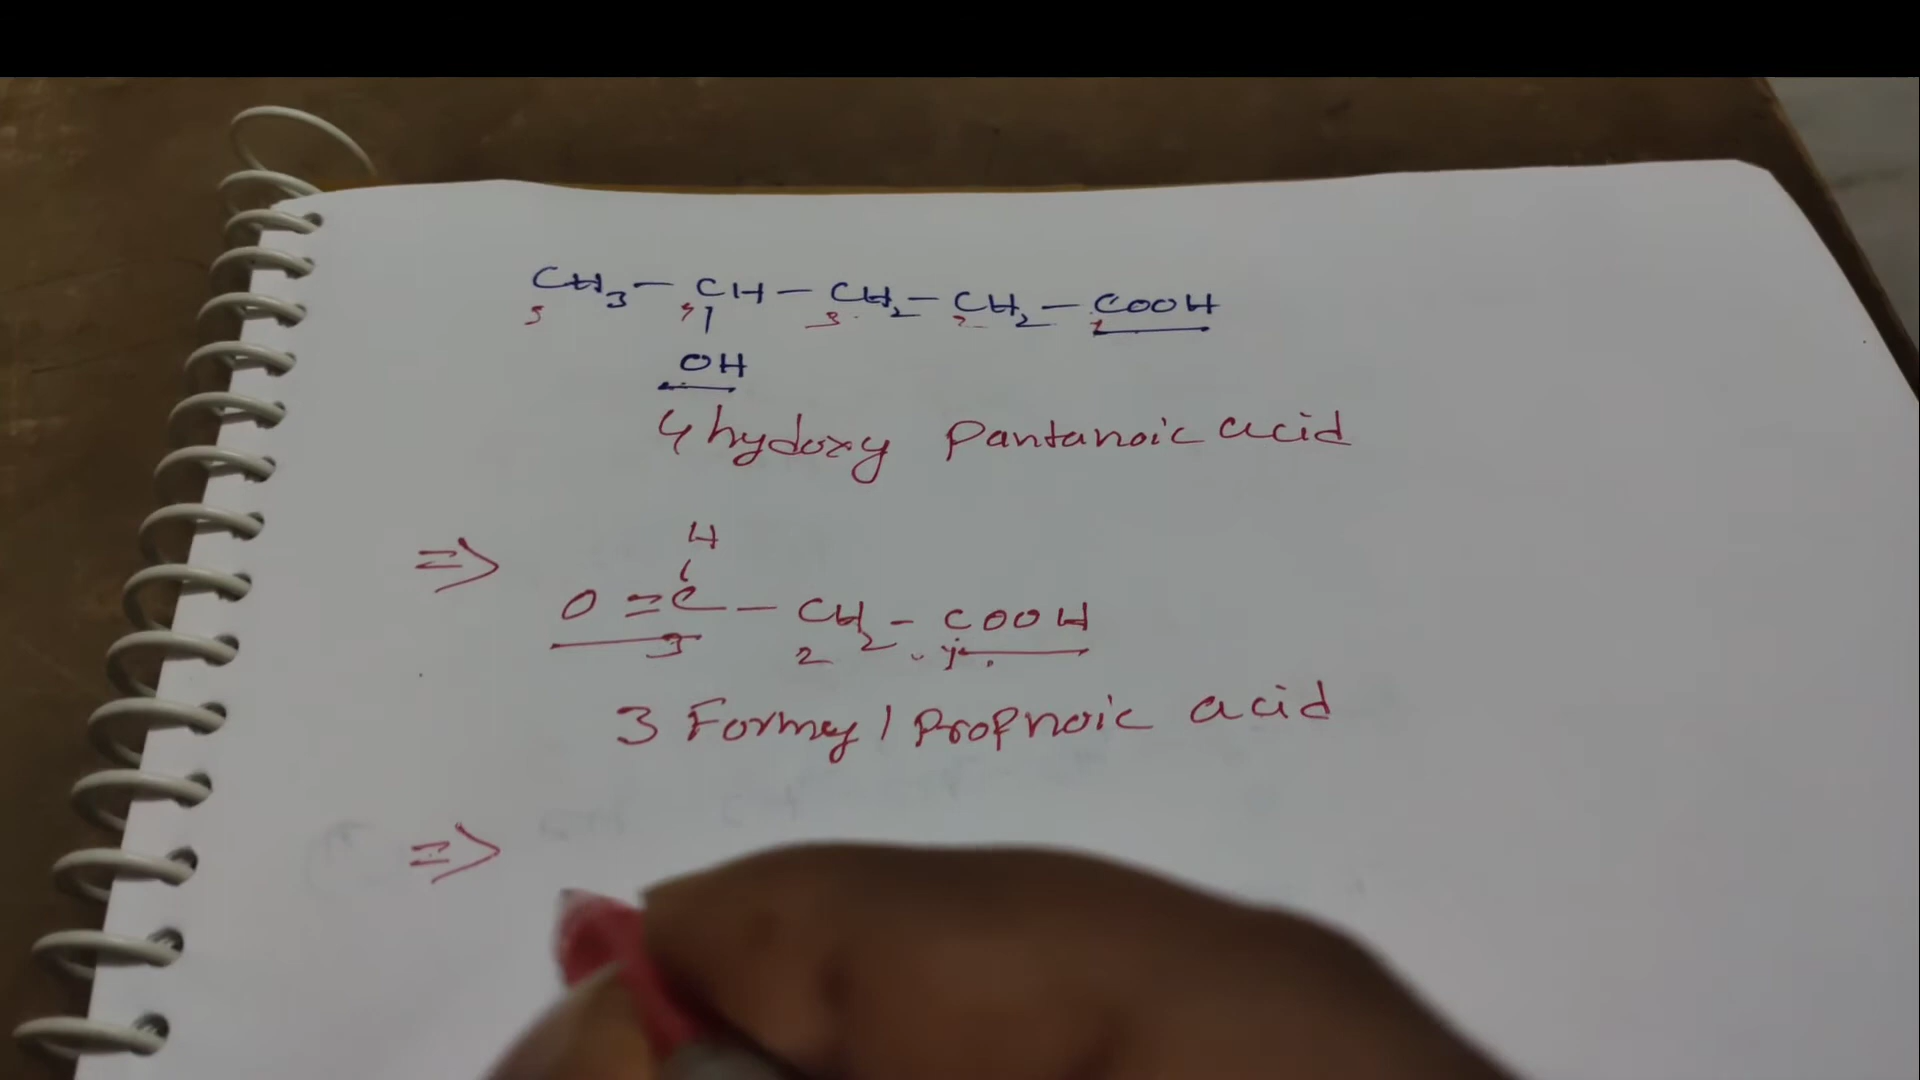 CH3 - CH - CH2 - CH2 - COOH
5 4 3 2 1
OH
4 hydoxy pantanoic acid
H
⇒ O = C - CH2 - COOH
3 2 1
3 Formyl Propnoic acid
⇒